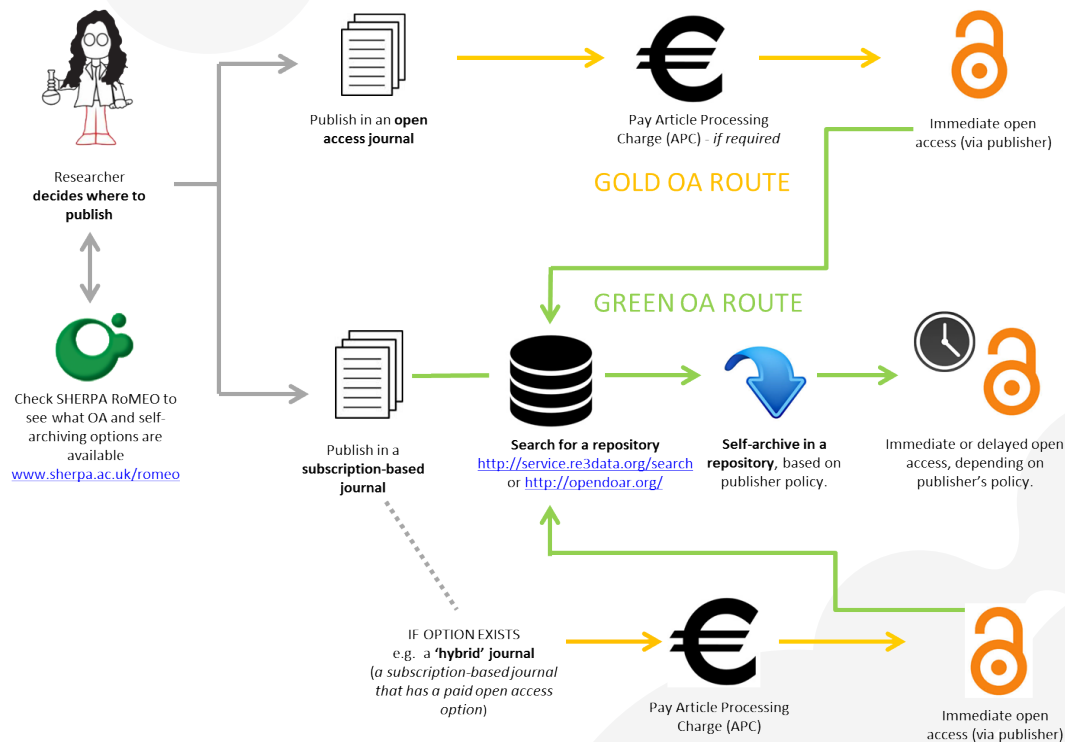 Researcher
decides where to
publish
Check SHERPA RoMEO to
see what OA and self-
archiving options are
available
www.sherpa.ac.uk/romeo
Publish in an open
access journal
Pay Article Processing
Charge (APC) - if required
Immediate open
access (via publisher)
GOLD OA ROUTE
GREEN OA ROUTE
Publish in a
subscription-based
journal
Search for a repository
http://service.re3data.org/search
or http://opendoar.org/
Self-archive in a
repository, based on
publisher policy.
Immediate or delayed open
access, depending on
publisher’s policy.
IF OPTION EXISTS
e.g. a ‘hybrid’ journal
(a subscription-based journal
that has a paid open access
option)
Pay Article Processing
Charge (APC)
Immediate open
access (via publisher)